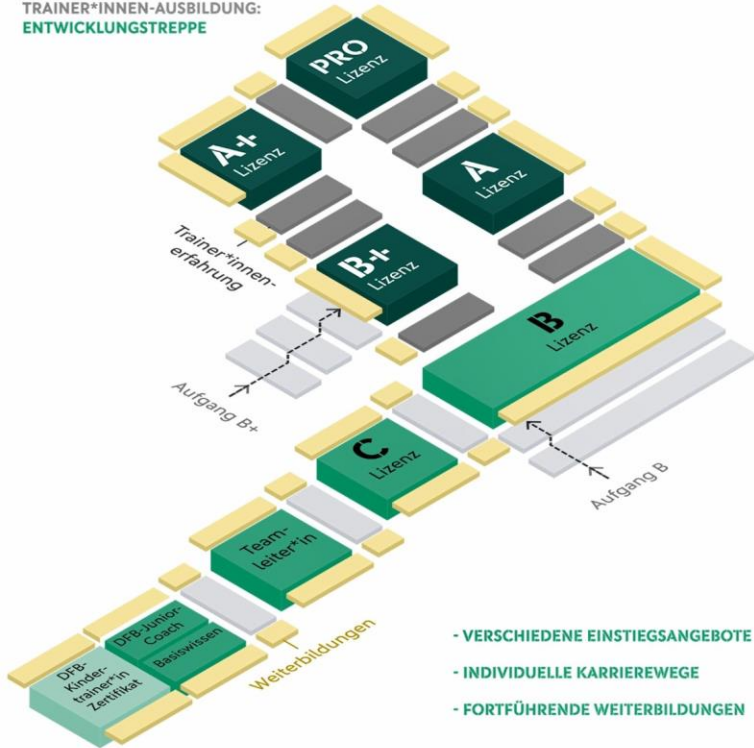 TRAINER*INNEN-AUSBILDUNG:
ENTWICKLUNGSTREPPE
PRO
Lizenz
A+
Lizenz
A
Lizenz
Trainer*innen-
erfahrung
B+
Lizenz
B
Lizenz
Aufgang B+
C
Lizenz
Aufgang B
Team-
leiter*in
DFB-Junior-
Coach
Basiswissen
DFB-
Kinder-
trainer*in
Zertifikat
Weiterbildungen
- VERSCHIEDENE EINSTIEGSANGEBOTE
- INDIVIDUELLE KARRIEREWEGE
- FORTFÜHRENDE WEITERBILDUNGEN